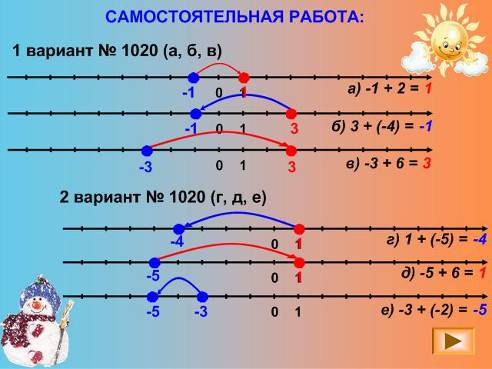 САМОСТОЯТЕЛЬНАЯ РАБОТА:
1 вариант № 1020 (а, б, в)
-1 0 1 а) -1 + 2 = 1
-1 0 1 3 б) 3 + (-4) = -1
-3 0 1 3 в) -3 + 6 = 3
2 вариант № 1020 (г, д, е)
-4 0 1 г) 1 + (-5) = -4
-5 0 1 д) -5 + 6 = 1
-5 -3 0 1 е) -3 + (-2) = -5